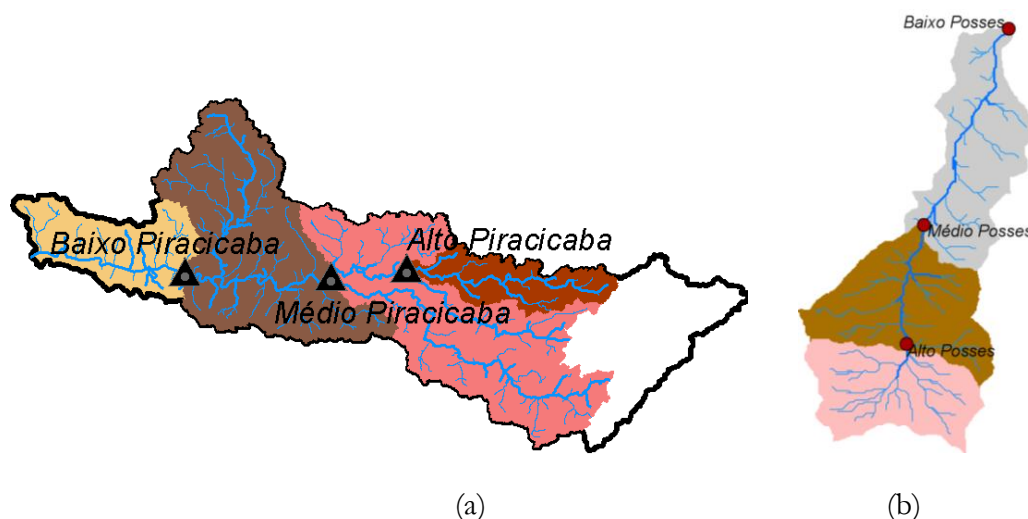 Baixo Posses
Baixo Piracicaba
Alto Piracicaba
Médio Piracicaba
Médio Posses
Alto Posses
(a)
(b)